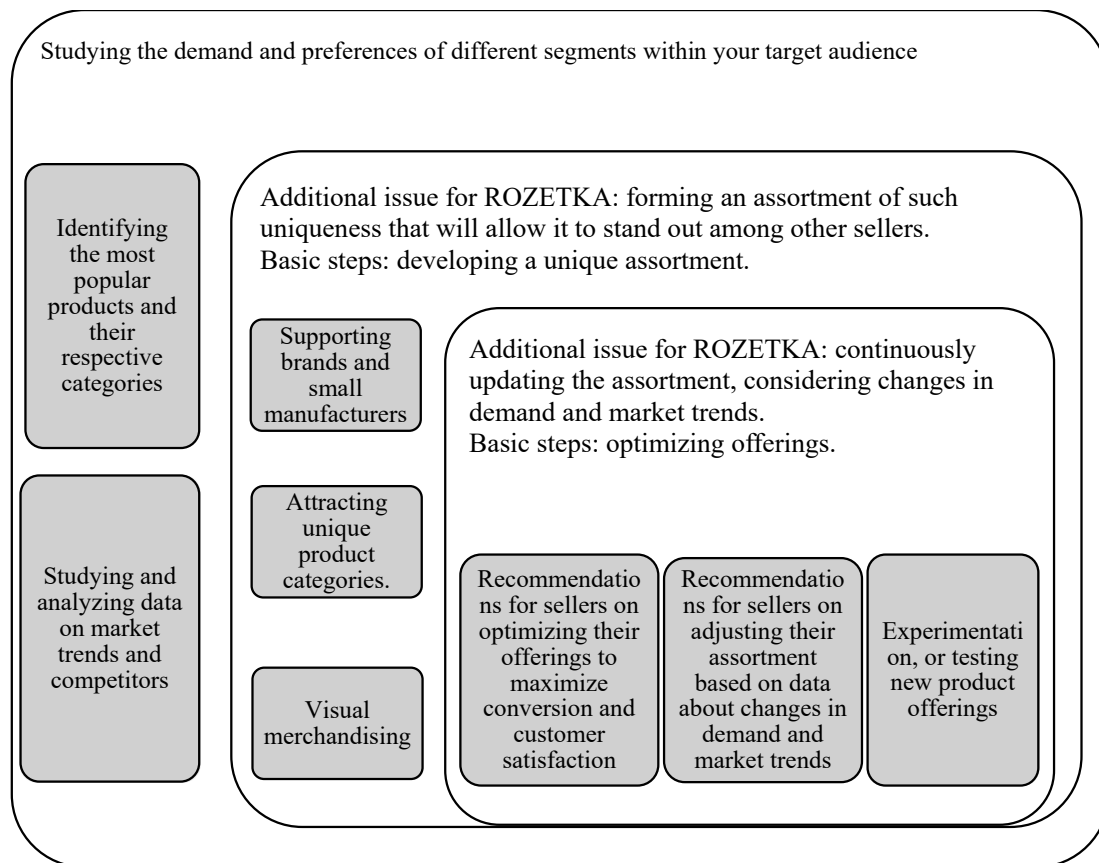 Studying the demand and preferences of different segments within your target audience
Identifying
the most
popular
products and
their
respective
categories
Studying and
analyzing data
on market
trends and
competitors
Additional issue for ROZETKA: forming an assortment of such
uniqueness that will allow it to stand out among other sellers.
Basic steps: developing a unique assortment.
Supporting
brands and
small
manufacturers
Attracting
unique
product
categories.
Visual
merchandising
Additional issue for ROZETKA: continuously
updating the assortment, considering changes in
demand and market trends.
Basic steps: optimizing offerings.
Recommendatio
ns for sellers on
optimizing their
offerings to
maximize
conversion and
customer
satisfaction
Recommendatio
ns for sellers on
adjusting their
assortment
based on data
about changes in
demand and
market trends
Experimentati
on, or testing
new product
offerings